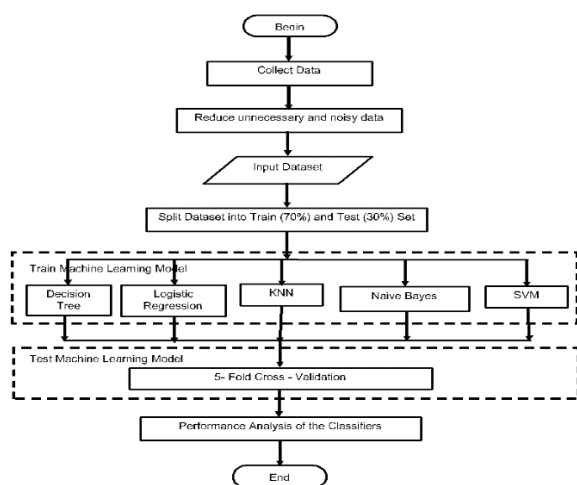 Begin
Collect Data
Reduce unnecessary and noisy data
Input Dataset
Split Dataset into Train (70%) and Test (30%) Set
Train Machine Learning Model
Decision
Tree
Logistic
Regression
KNN
Naive Bayes
SVM
Test Machine Learning Model
5- Fold Cross - Validation
Performance Analysis of the Classifiers
End